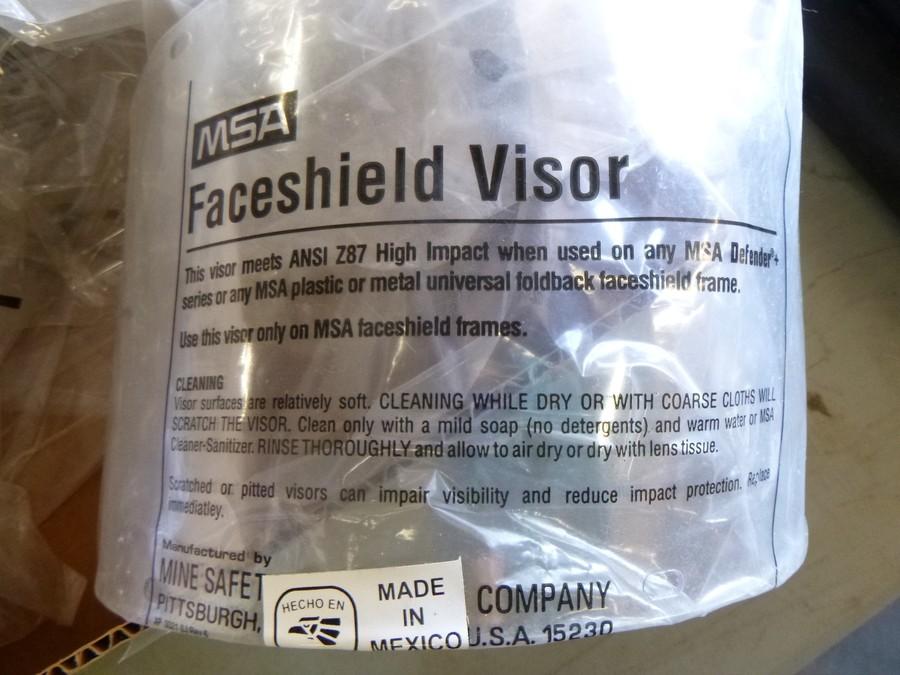 MSA
Faceshield Visor
This visor meets ANSI Z87 High Impact when used on any MSA Defender®+
series or any MSA plastic or metal universal foldback faceshield frame.
Use this visor only on MSA faceshield frames.
CLEANING
Visor surfaces are relatively soft. CLEANING WHILE DRY OR WITH COARSE CLOTHS WILL
SCRATCH THE VISOR. Clean only with a mild soap (no detergents) and warm water or MSA
Cleaner-Sanitizer. RINSE THOROUGHLY and allow to air dry or dry with lens tissue.
Scratched or pitted visors can impair visibility and reduce impact protection. Replace
immediatley.
Manufactured by
MINE SAFET COMPANY
PITTSBURGH, U.S.A. 15230
HECHO EN
MADE
IN
MEXICO